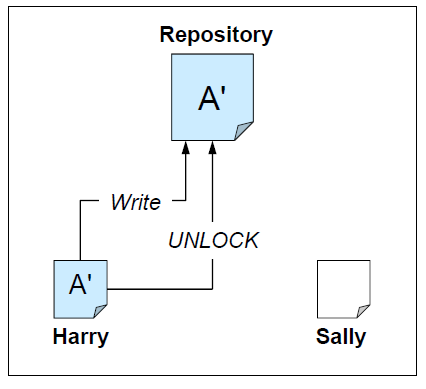 Repository
A'
Write
UNLOCK
A'
Harry
Sally